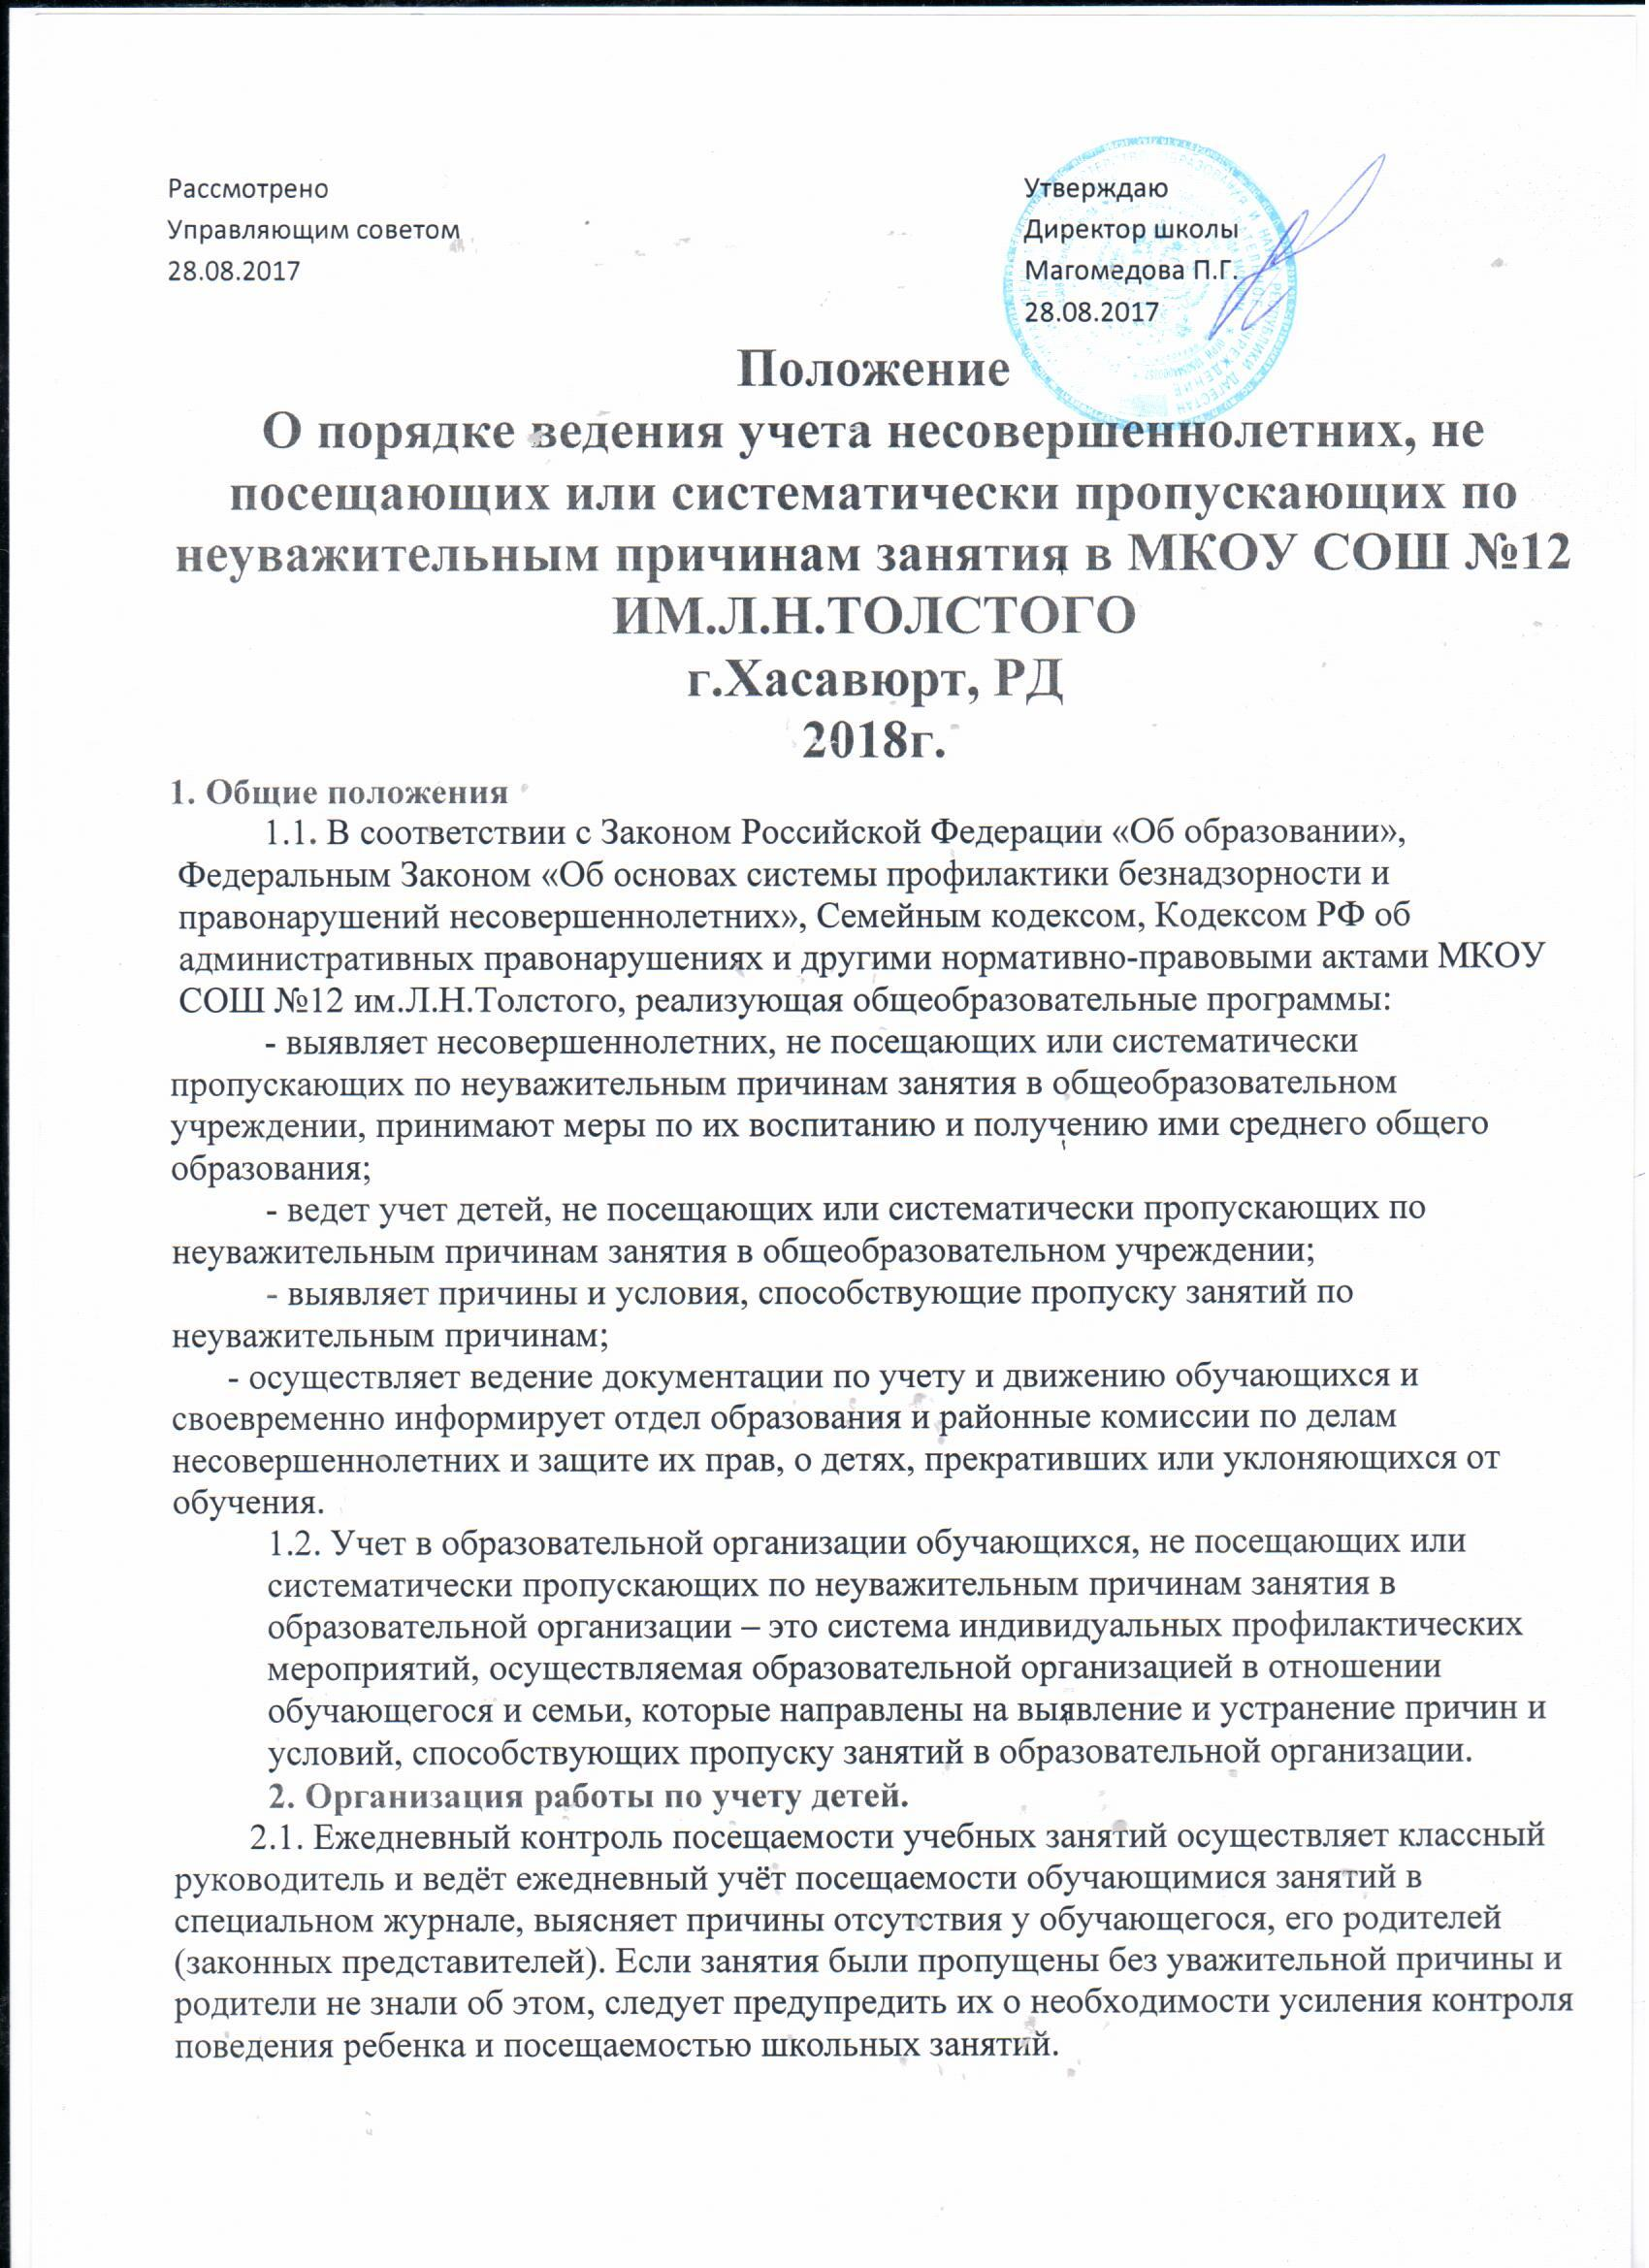 Рассмотрено
Управляющим советом
28.08.2017
Утверждаю
Директор школы
Магомедова П.Г.
28.08.2017
Положение
О порядке ведения учета несовершеннолетних, не
посещающих или систематически пропускающих по
неуважительным причинам занятия в МКОУ СОШ №12
ИМ.Л.Н.ТОЛСТОГО
г.Хасавюрт, РД
2018г.
1. Общие положения
1.1. В соответствии с Законом Российской Федерации «Об образовании»,
Федеральным Законом «Об основах системы профилактики безнадзорности и
правонарушений несовершеннолетних», Семейным кодексом, Кодексом РФ об
административных правонарушениях и другими нормативно-правовыми актами МКОУ
СОШ №12 им.Л.Н.Толстого, реализующая общеобразовательные программы:
- выявляет несовершеннолетних, не посещающих или систематически
пропускающих по неуважительным причинам занятия в общеобразовательном
учреждении, принимают меры по их воспитанию и получению ими среднего общего
образования;
- ведет учет детей, не посещающих или систематически пропускающих по
неуважительным причинам занятия в общеобразовательном учреждении;
- выявляет причины и условия, способствующие пропуску занятий по
неуважительным причинам;
- осуществляет ведение документации по учету и движению обучающихся и
своевременно информирует отдел образования и районные комиссии по делам
несовершеннолетних и защите их прав, о детях, прекративших или уклоняющихся от
обучения.
1.2. Учет в образовательной организации обучающихся, не посещающих или
систематически пропускающих по неуважительным причинам занятия в
образовательной организации – это система индивидуальных профилактических
мероприятий, осуществляемая образовательной организацией в отношении
обучающегося и семьи, которые направлены на выявление и устранение причин и
условий, способствующих пропуску занятий в образовательной организации.
2. Организация работы по учету детей.
2.1. Ежедневный контроль посещаемости учебных занятий осуществляет классный
руководитель и ведёт ежедневный учёт посещаемости обучающимися занятий в
специальном журнале, выясняет причины отсутствия у обучающегося, его родителей
(законных представителей). Если занятия были пропущены без уважительной причины и
родители не знали об этом, следует предупредить их о необходимости усиления контроля
поведения ребенка и посещаемостью школьных занятий.